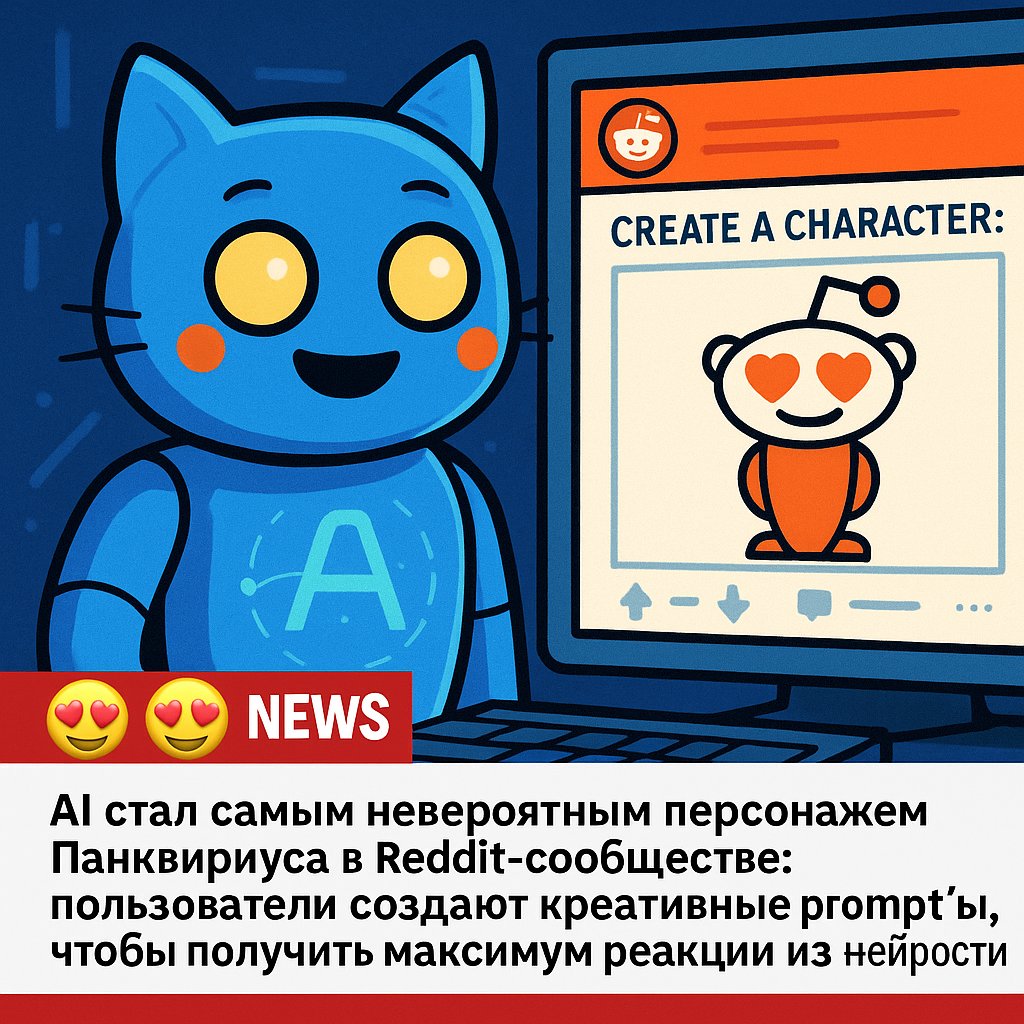 CREATE A CHARACTER:
A
NEWS
AI стал самым невероятным персонажем
Панквириуса в Reddit-сообществе:
пользователи создают креативные prompt’ы,
чтобы получить максимум реакции из нейрости